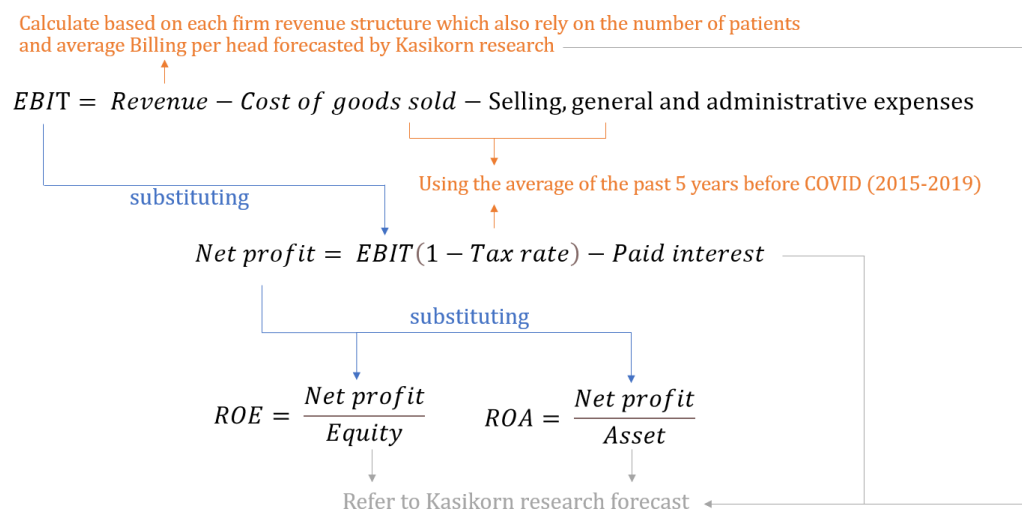 Calculate based on each firm revenue structure which also rely on the number of patients
and average Billing per head forecasted by Kasikorn research
EBIT = Revenue − Cost of goods sold − Selling, general and administrative expenses
substituting
Using the average of the past 5 years before COVID (2015-2019)
Net profit = EBIT(1 − Tax rate) − Paid interest
substituting
ROE = Net profit / Equity
ROA = Net profit / Asset
Refer to Kasikorn research forecast